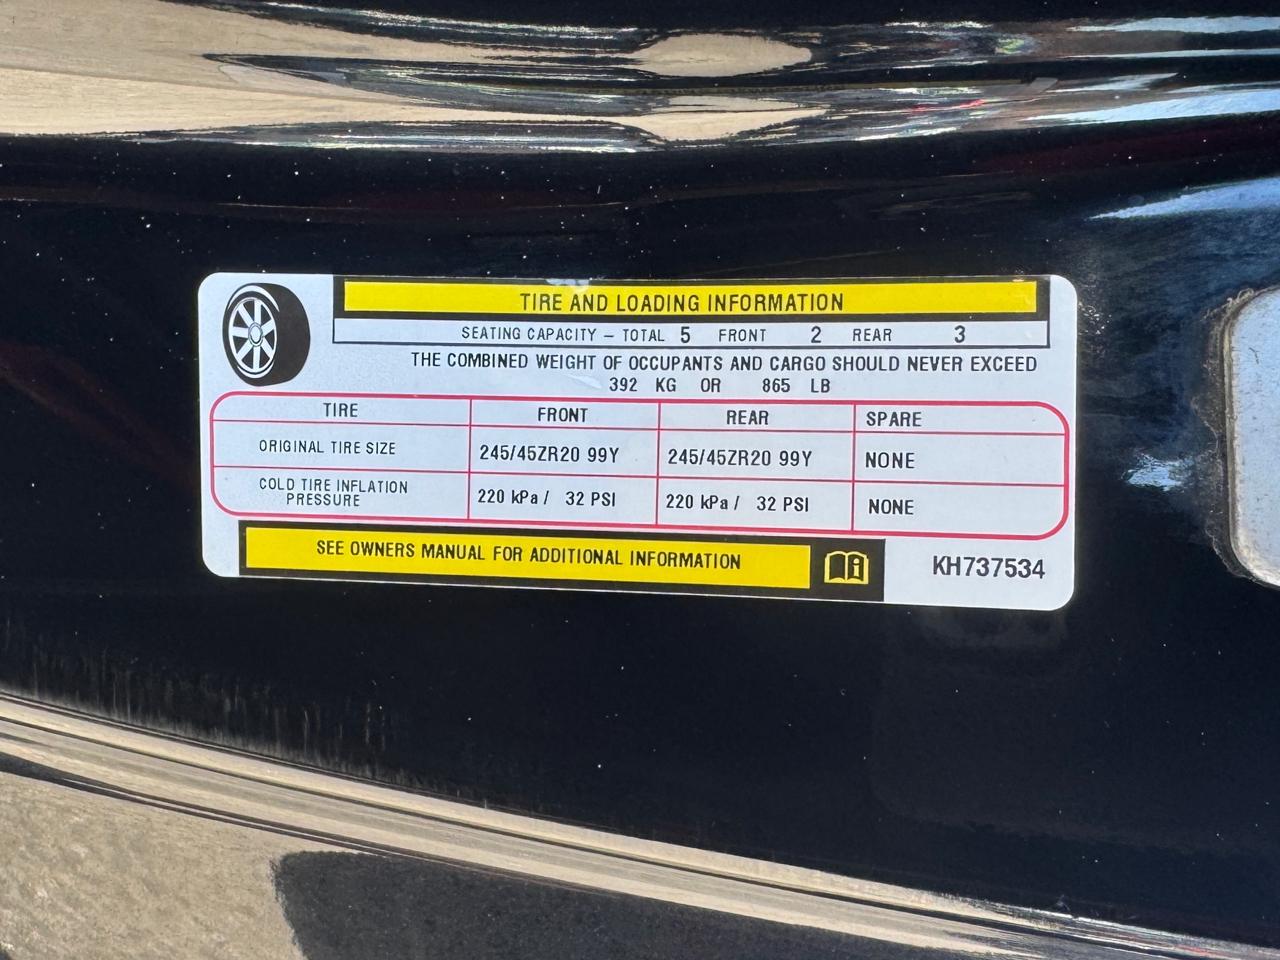 TIRE AND LOADING INFORMATION
SEATING CAPACITY – TOTAL 5 FRONT 2 REAR 3
THE COMBINED WEIGHT OF OCCUPANTS AND CARGO SHOULD NEVER EXCEED
392 KG OR 865 LB
TIRE FRONT REAR SPARE
ORIGINAL TIRE SIZE 245/45ZR20 99Y 245/45ZR20 99Y NONE
COLD TIRE INFLATION
PRESSURE 220 kPa / 32 PSI 220 kPa / 32 PSI NONE
SEE OWNERS MANUAL FOR ADDITIONAL INFORMATION
KH737534